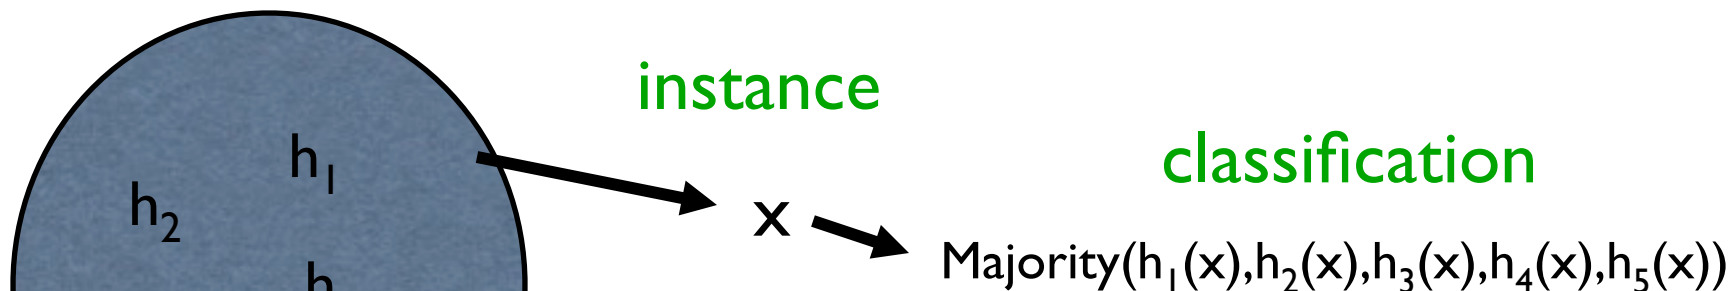 instance
h₁
classification
h₂
x
Majority(h₁(x),h₂(x),h₃(x),h₄(x),h₅(x))
h